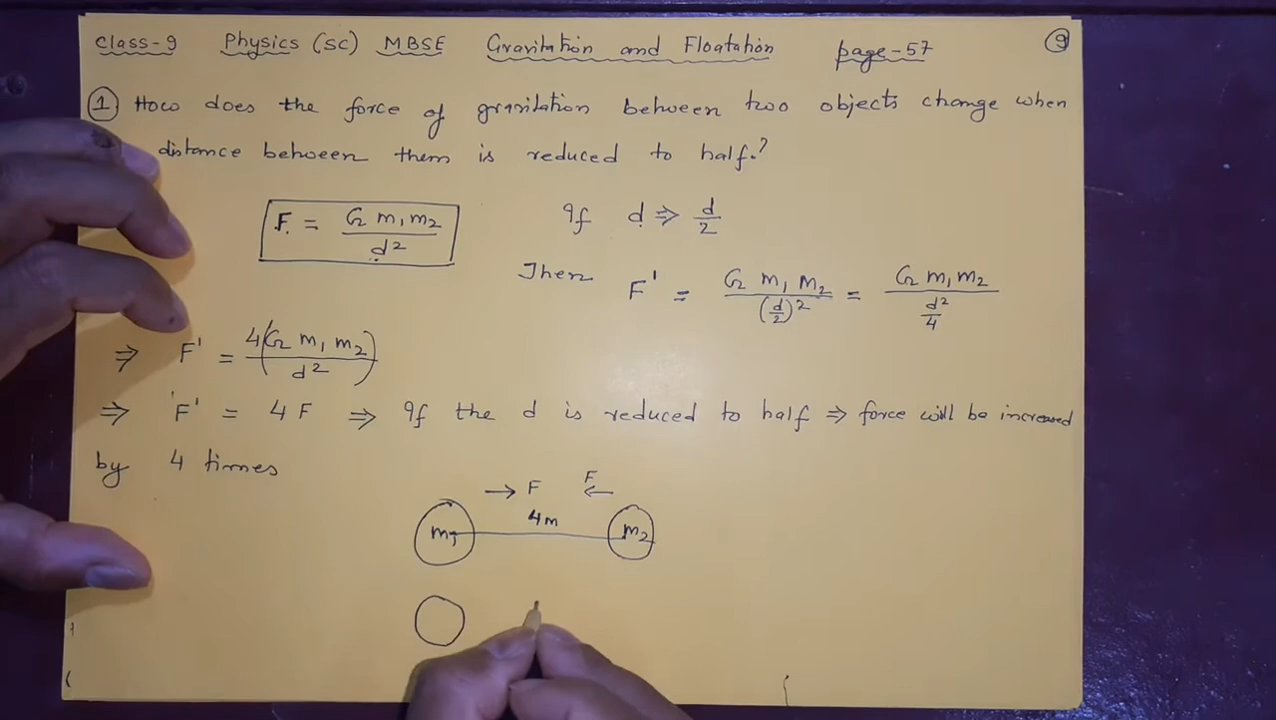 class-9 Physics (sc) MBSE Gravitation and Floatation page-57 9
1 How does the force of gravitation between two objects change when
distance between them is reduced to half?
F = G m1 m2 / d² If d ⇒ d/2
Then F' = G m1 m2 / (d/2)² = G m1 m2 / d²/4
⇒ F' = 4(G m1 m2 / d²)
⇒ F' = 4F ⇒ If the d is reduced to half ⇒ force will be increased
by 4 times
→ F F ←
m1 4m m2